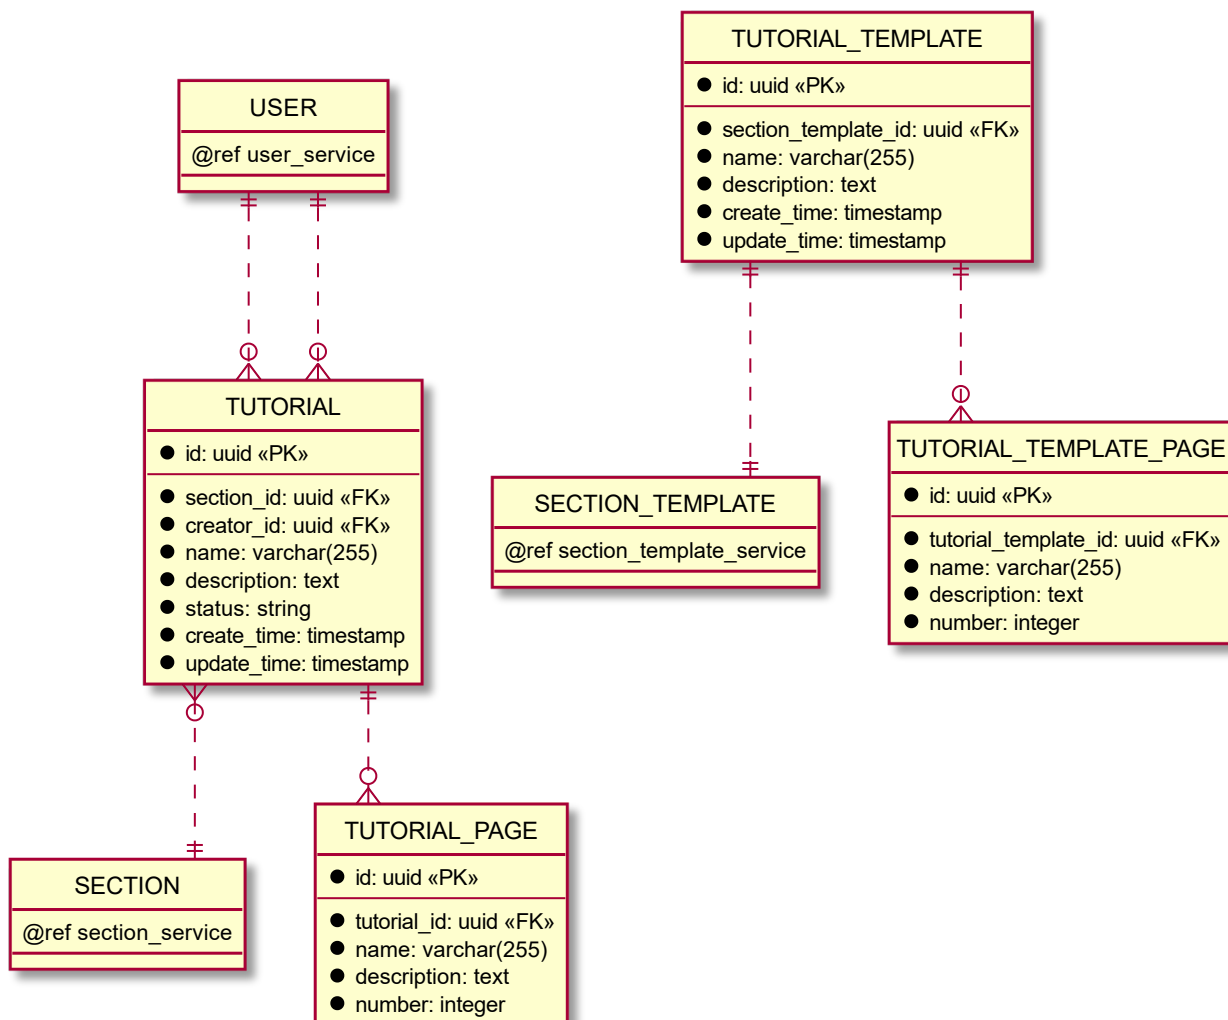 USER
@ref user_service
TUTORIAL_TEMPLATE
id: uuid «PK»
section_template_id: uuid «FK»
name: varchar(255)
description: text
create_time: timestamp
update_time: timestamp
TUTORIAL
id: uuid «PK»
section_id: uuid «FK»
creator_id: uuid «FK»
name: varchar(255)
description: text
status: string
create_time: timestamp
update_time: timestamp
SECTION_TEMPLATE
@ref section_template_service
TUTORIAL_TEMPLATE_PAGE
id: uuid «PK»
tutorial_template_id: uuid «FK»
name: varchar(255)
description: text
number: integer
SECTION
@ref section_service
TUTORIAL_PAGE
id: uuid «PK»
tutorial_id: uuid «FK»
name: varchar(255)
description: text
number: integer